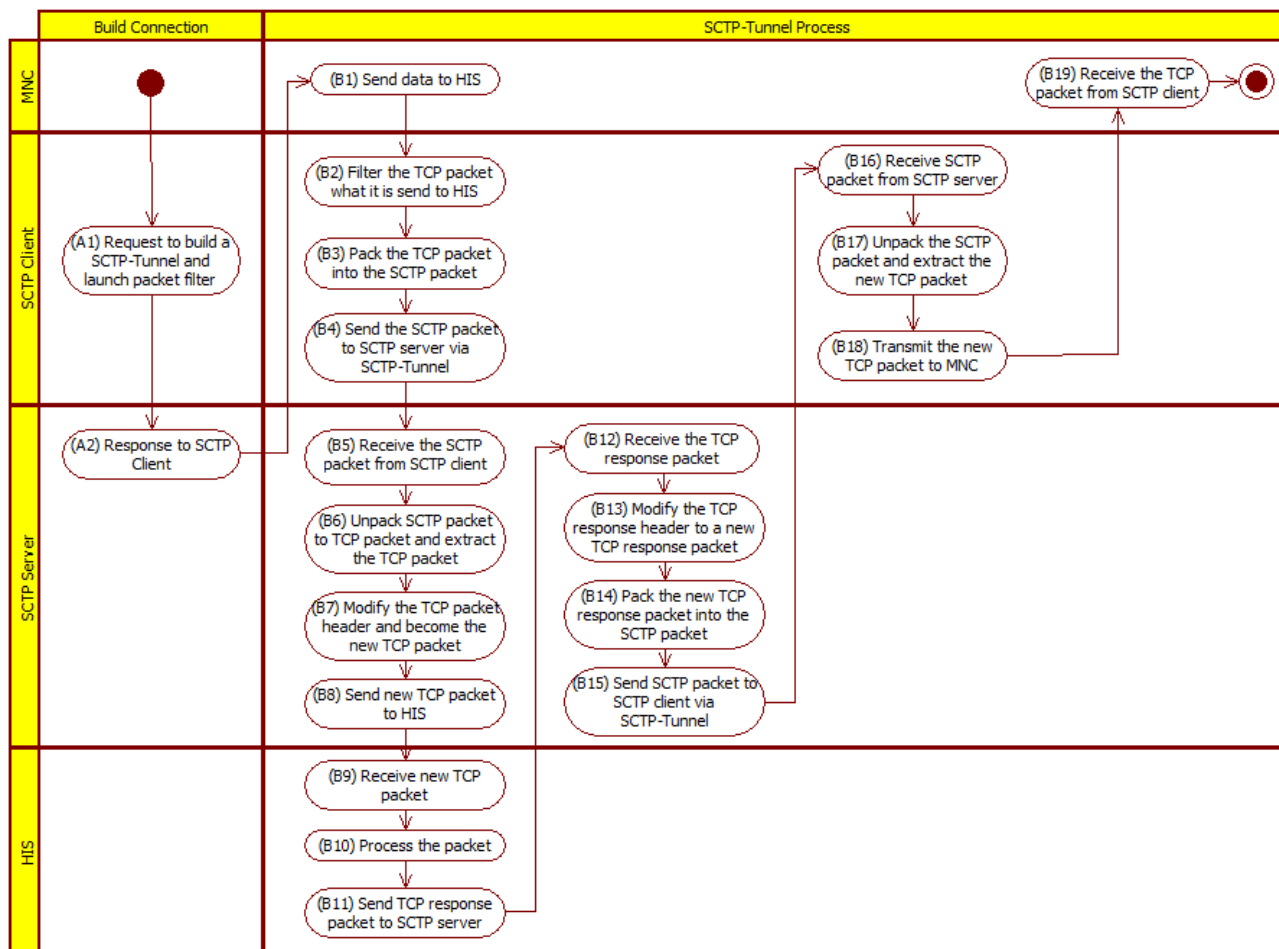 Build Connection
SCTP-Tunnel Process
MNC
(B1) Send data to HIS
(B19) Receive the TCP
packet from SCTP client
SCTP Client
(A1) Request to build a
SCTP-Tunnel and
launch packet filter
(B2) Filter the TCP packet
what it is send to HIS
(B3) Pack the TCP packet
into the SCTP packet
(B4) Send the SCTP packet
to SCTP server via
SCTP-Tunnel
(B16) Receive SCTP
packet from SCTP server
(B17) Unpack the SCTP
packet and extract the
new TCP packet
(B18) Transmit the new
TCP packet to MNC
SCTP Server
(A2) Response to SCTP
Client
(B5) Receive the SCTP
packet from SCTP client
(B6) Unpack SCTP packet
to TCP packet and extract
the TCP packet
(B7) Modify the TCP packet
header and become the
new TCP packet
(B8) Send new TCP packet
to HIS
(B12) Receive the TCP
response packet
(B13) Modify the TCP
response header to a new
TCP response packet
(B14) Pack the new TCP
response packet into the
SCTP packet
(B15) Send SCTP packet to
SCTP client via
SCTP-Tunnel
HIS
(B9) Receive new TCP
packet
(B10) Process the packet
(B11) Send TCP response
packet to SCTP server